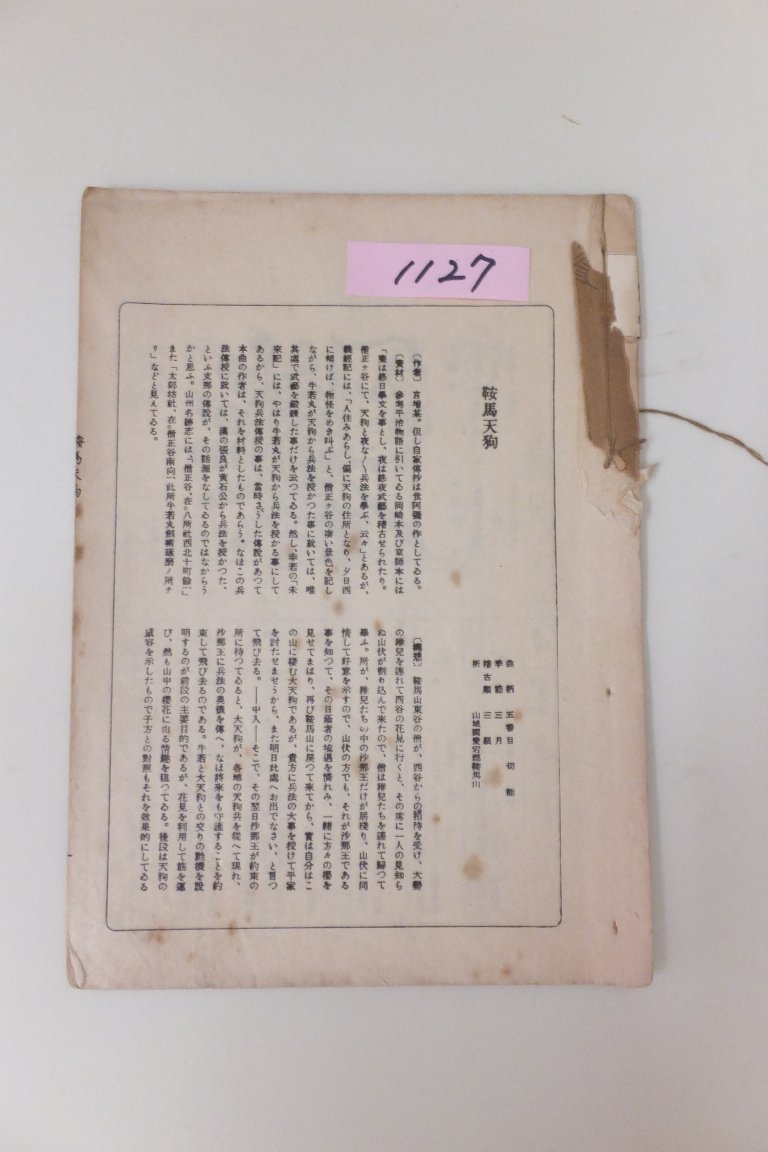 1127
鞍馬天狗
曲柄 五番目 切能
季節 三月
稽古順 三級
所 山城國愛宕郡鞍馬山
〔作者〕 宮増某。但し自家傳抄は世阿彌の作としてゐる。
〔資材〕 參考平治物語に引いてゐる岡崎本及び京師本には
「晝は終日學文を事とし、夜は終夜武藝を稽古せられたり。
僧正ヶ谷にて、天狗と夜な〳〵兵法を學ぶ、云々」とあるが、
義經記には、「人住みあらし、偏に天狗の住所となり、夕日西
に傾けば、物怪をめき叫ぶ」と、僧正ヶ谷の凄い景色を記し
ながら、牛若丸が天狗から兵法を授かつた事に就いては、唯
其處で武藝を鍛錬した事だけを云つてゐる。然し、幸若の「未
來記」には、やはり牛若丸が天狗から兵法を授かる事にして
あるから、天狗兵法傳授の事は、當時さうした傳說があつて
本曲の作者は、それを材料としたものであらう。なほこの兵
法傳授に就いては、漢の張良が黄石公から兵法を授かつた、
といふ支那の傳說が、その話源をなしてゐるのではなからう
かと思ふ。山州名跡志には、「僧正谷、在八所社西北十町餘」
また「太郎坊社、在僧正谷南向、此所牛若丸劍術琢磨ノ所ナ
リ」などと見えてゐる。
〔構想〕 鞍馬山東谷の僧が、西谷からの招待を受け、大勢
の稚兒を連れて西谷の花見に行くと、その席に一人の見知ら
ぬ山伏が割り込んで來たので、僧は稚兒たちを連れて歸つて
畢ふ。所が、稚兒たちの中の沙那王だけが居殘り、山伏に同
情して好意を示すので、山伏の方でも、それが沙那王である
事を知つて、その日蔭者の境遇を憐れみ、一緒に方々の櫻を
見せてまはり、再び鞍馬山に戻つて來てから、實は自分はこ
の山に棲む大天狗であるが、貴方に兵法の大事を授けて平家
を討たせませうから、また明日此處へお出でなさい、と言つ
て飛び去る。――中入――そこで、その翌日沙那王が約束の
所に待つてゐると、大天狗が、各地の天狗共を從へて現れ、
沙那王に兵法の奧儀を傳へ、なほ將來をも守護することを約
束して飛び去るのである。牛若と大天狗との交りの動機を說
明するのが前段の主要目的であるが、花見を利用して筋を運
び、然も山中の櫻花に出る情趣を狙つてゐる。後段は天狗の
威容を示したもので子方との對照もそれを效果的にしてゐる
鞍馬天狗